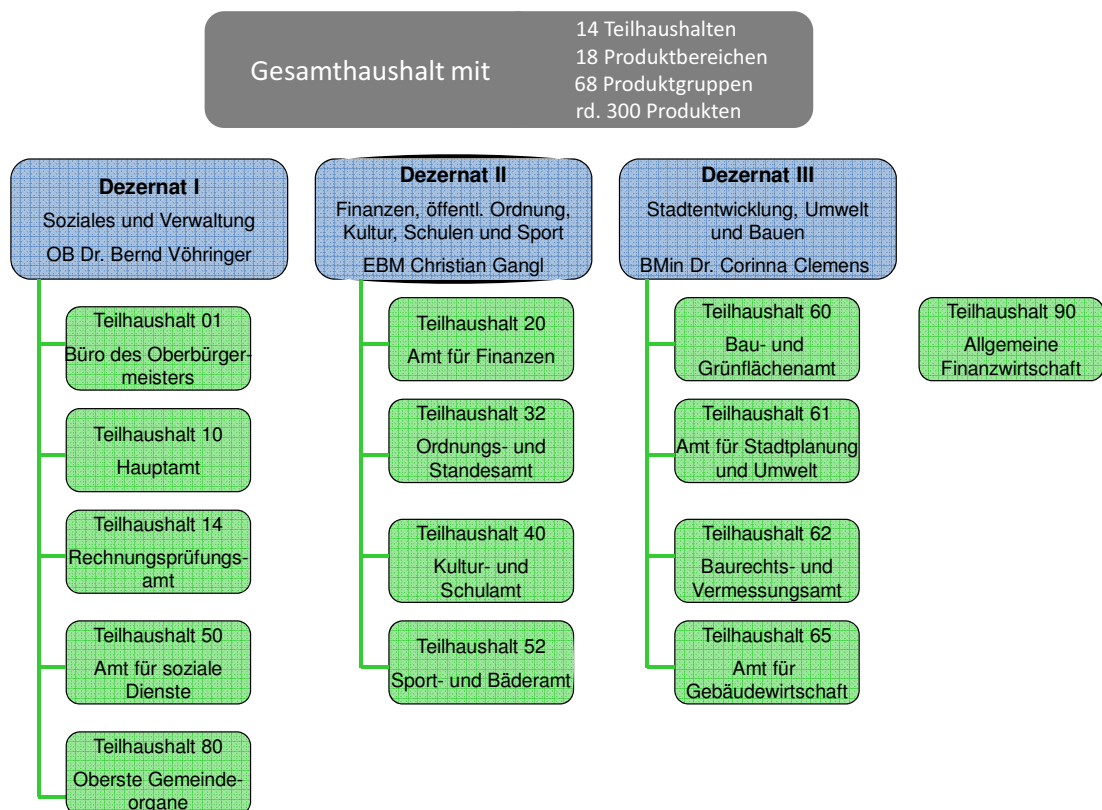 Gesamthaushalt mit
14 Teilhaushalten
18 Produktbereichen
68 Produktgruppen
rd. 300 Produkten
Dezernat I
Soziales und Verwaltung
OB Dr. Bernd Vöhringer
Teilhaushalt 01
Büro des Oberbürger-
meisters
Teilhaushalt 10
Hauptamt
Teilhaushalt 14
Rechnungsprüfungs-
amt
Teilhaushalt 50
Amt für soziale
Dienste
Teilhaushalt 80
Oberste Gemeinde-
organe
Dezernat II
Finanzen, öffentl. Ordnung,
Kultur, Schulen und Sport
EBM Christian Gangl
Teilhaushalt 20
Amt für Finanzen
Teilhaushalt 32
Ordnungs- und
Standesamt
Teilhaushalt 40
Kultur- und
Schulamt
Teilhaushalt 52
Sport- und Bäderamt
Dezernat III
Stadtentwicklung, Umwelt
und Bauen
BMin Dr. Corinna Clemens
Teilhaushalt 60
Bau- und
Grünflächenamt
Teilhaushalt 61
Amt für Stadtplanung
und Umwelt
Teilhaushalt 62
Baurechts- und
Vermessungsamt
Teilhaushalt 65
Amt für
Gebäudewirtschaft
Teilhaushalt 90
Allgemeine
Finanzwirtschaft